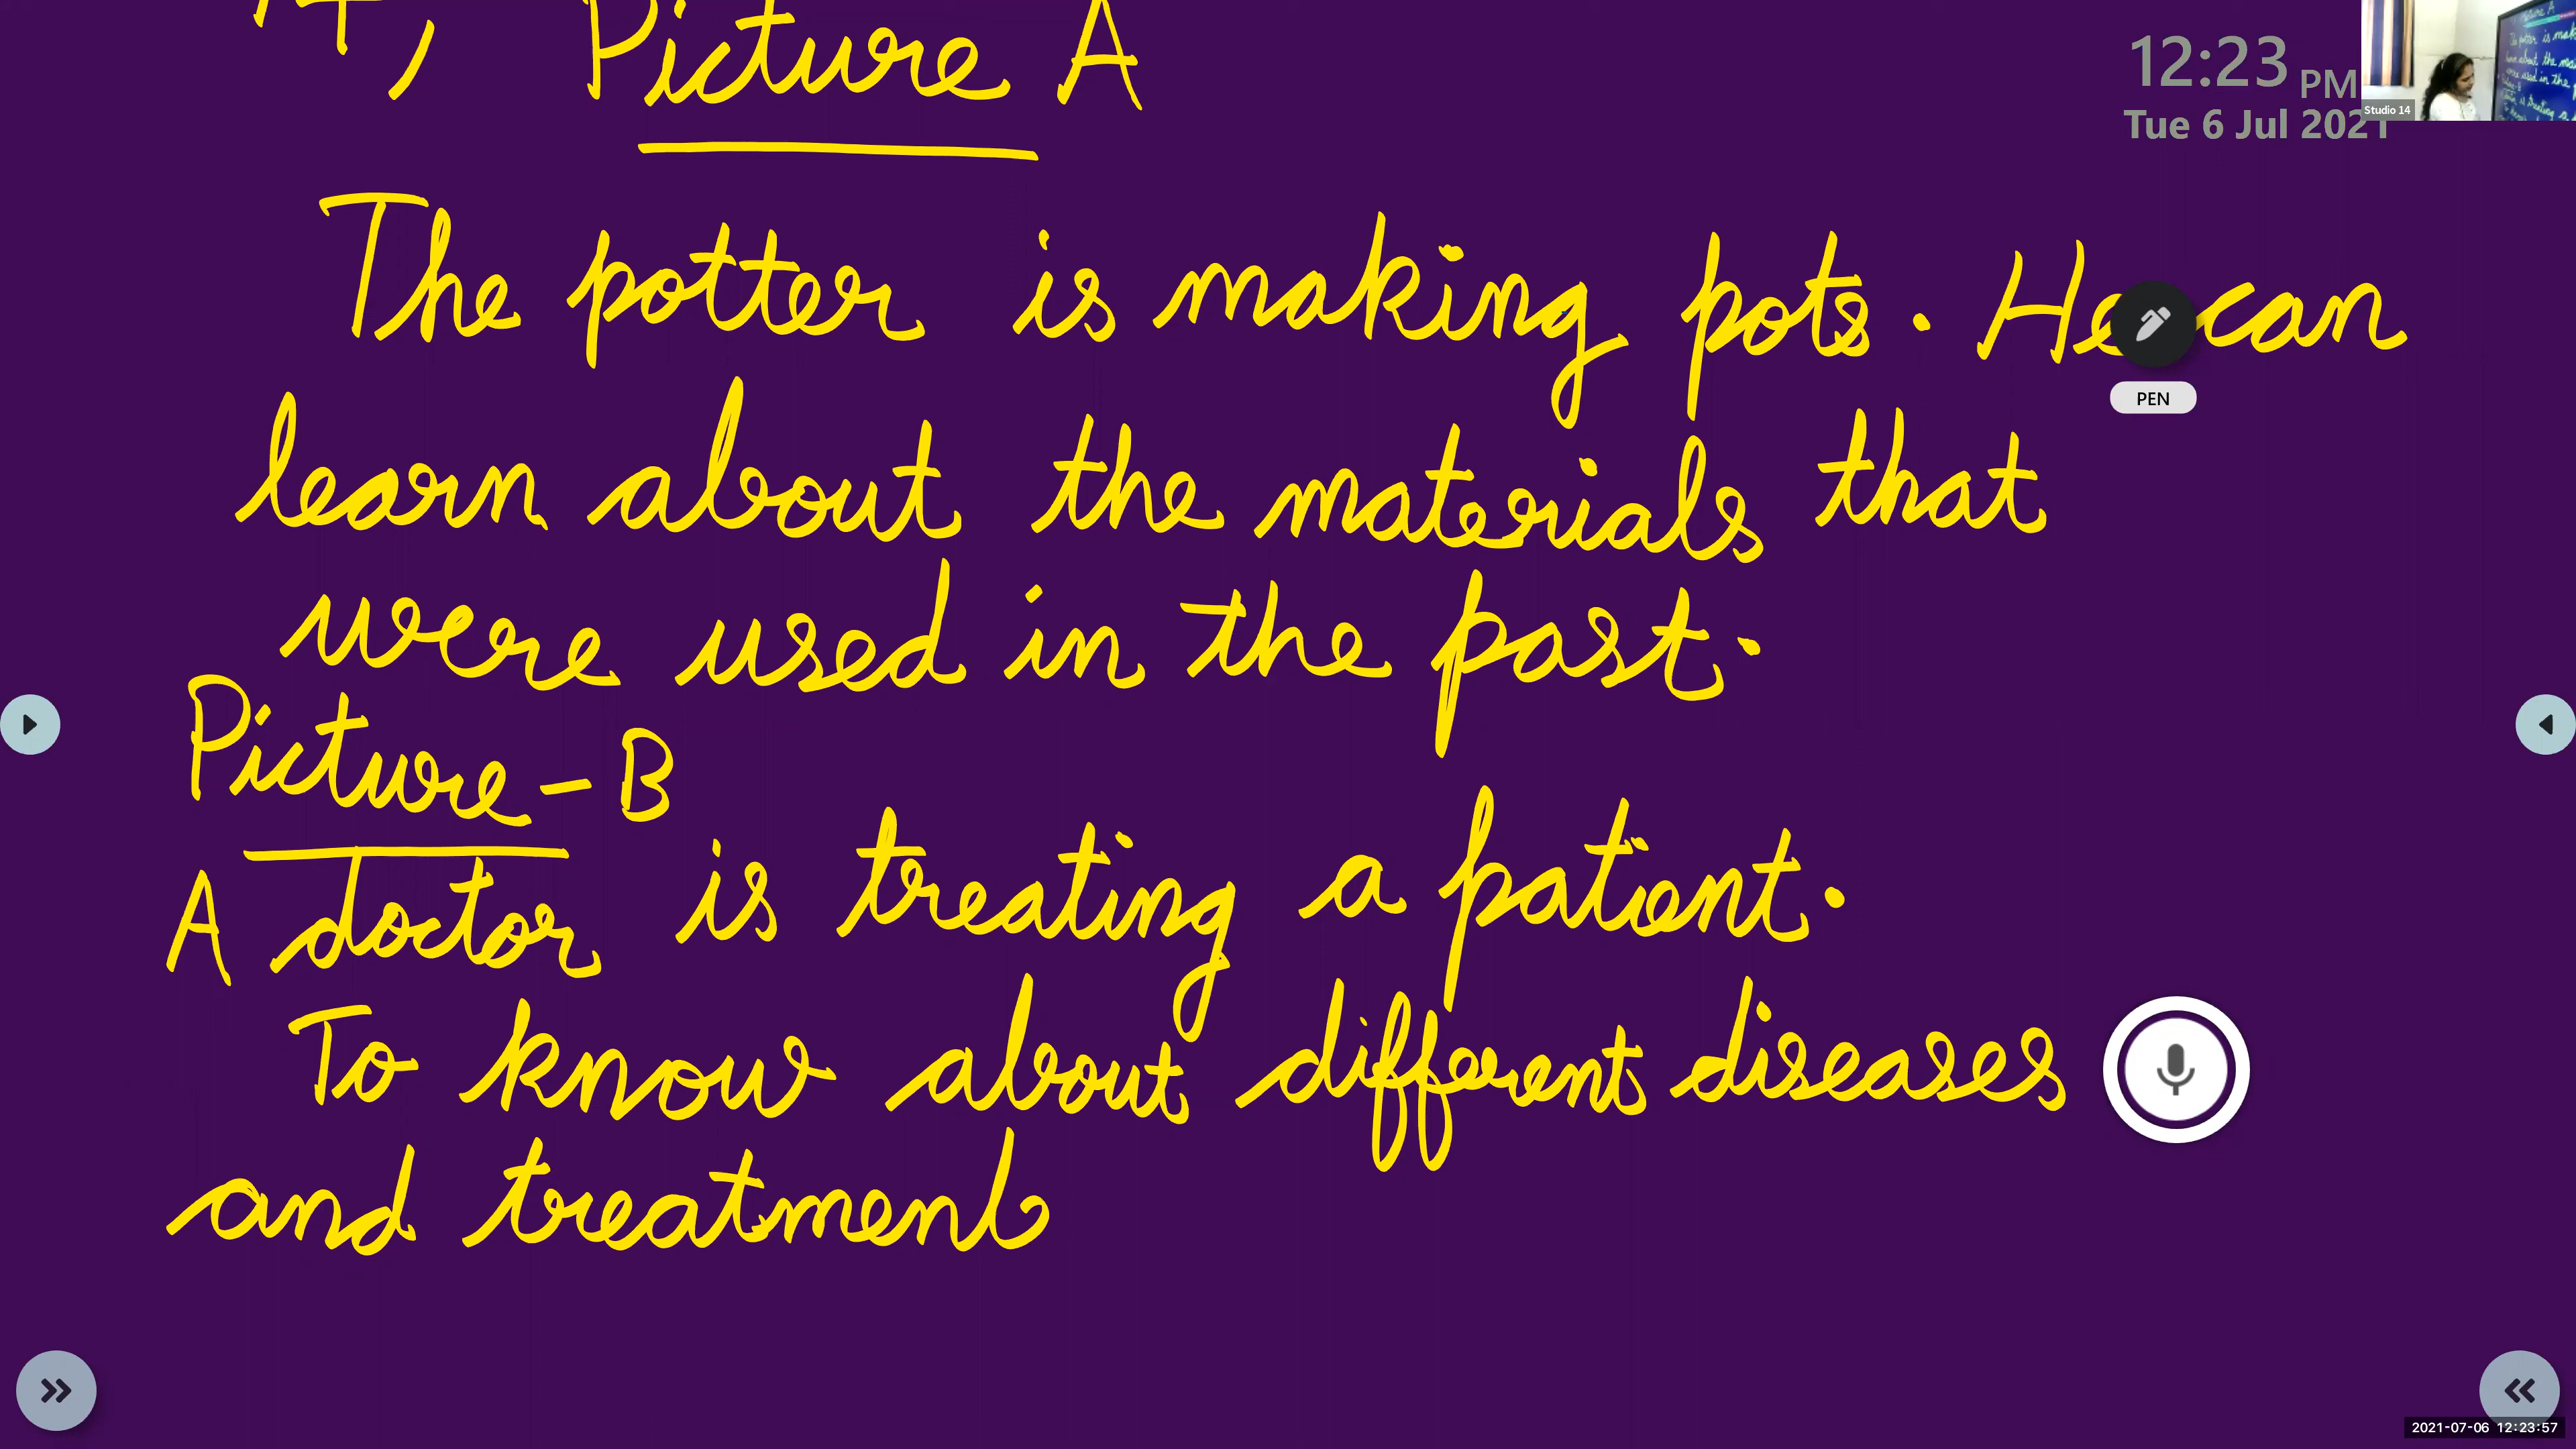 Picture A
12:23 PM
Tue 6 Jul 2021
Studio 14
The potter is making pots. He can
PEN
learn about the materials that
were used in the past.
Picture-B
A doctor is treating a patient.
To know about different diseases
and treatment
2021-07-06 12:23:57